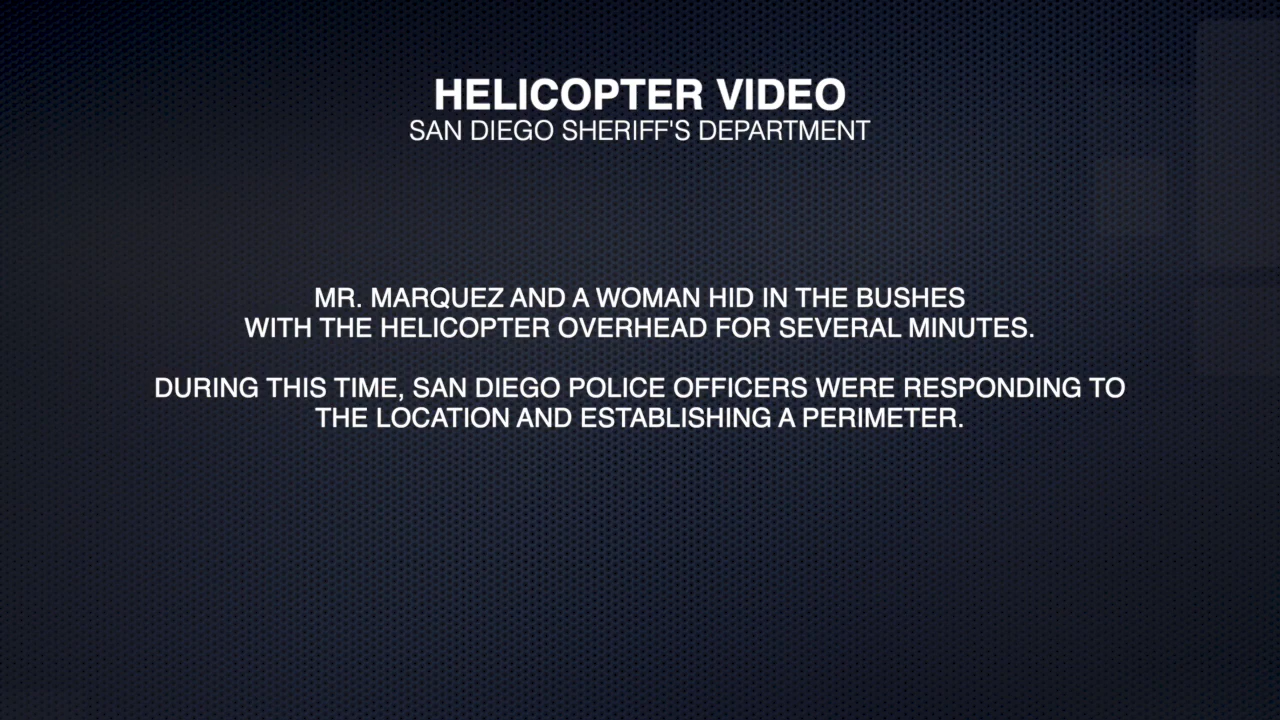 HELICOPTER VIDEO
SAN DIEGO SHERIFF'S DEPARTMENT
MR. MARQUEZ AND A WOMAN HID IN THE BUSHES
WITH THE HELICOPTER OVERHEAD FOR SEVERAL MINUTES.
DURING THIS TIME, SAN DIEGO POLICE OFFICERS WERE RESPONDING TO
THE LOCATION AND ESTABLISHING A PERIMETER.